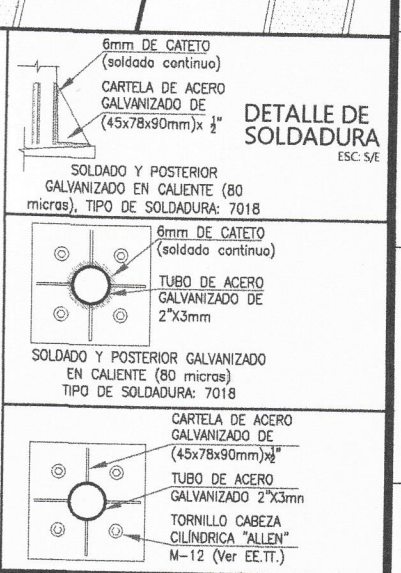 6mm DE CATETO
(soldado continuo)
CARTELA DE ACERO
GALVANIZADO DE
(45x78x90mm)x ½"
DETALLE DE
SOLDADURA
ESC: S/E
SOLDADO Y POSTERIOR
GALVANIZADO EN CALIENTE (80
micras), TIPO DE SOLDADURA: 7018
6mm DE CATETO
(soldado continuo)
TUBO DE ACERO
GALVANIZADO DE
2"X3mm
SOLDADO Y POSTERIOR GALVANIZADO
EN CALIENTE (80 micras)
TIPO DE SOLDADURA: 7018
CARTELA DE ACERO
GALVANIZADO DE
(45x78x90mm)x½"
TUBO DE ACERO
GALVANIZADO 2"X3mn
TORNILLO CABEZA
CILÍNDRICA "ALLEN"
M-12 (Ver EE.TT.)